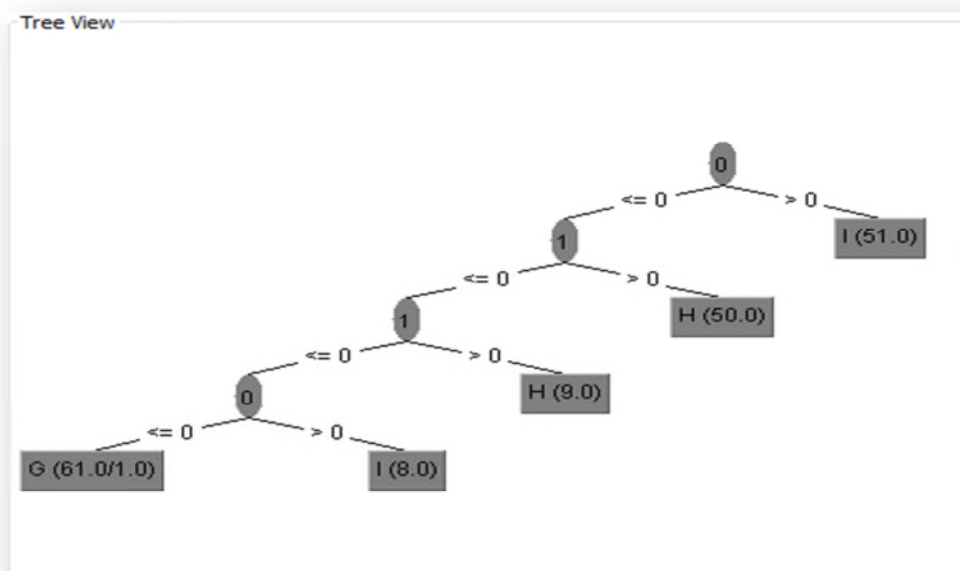 Tree View
0
<= 0
> 0
1
I (51.0)
<= 0
> 0
1
H (50.0)
<= 0
> 0
0
H (9.0)
<= 0
> 0
G (61.0/1.0)
I (8.0)